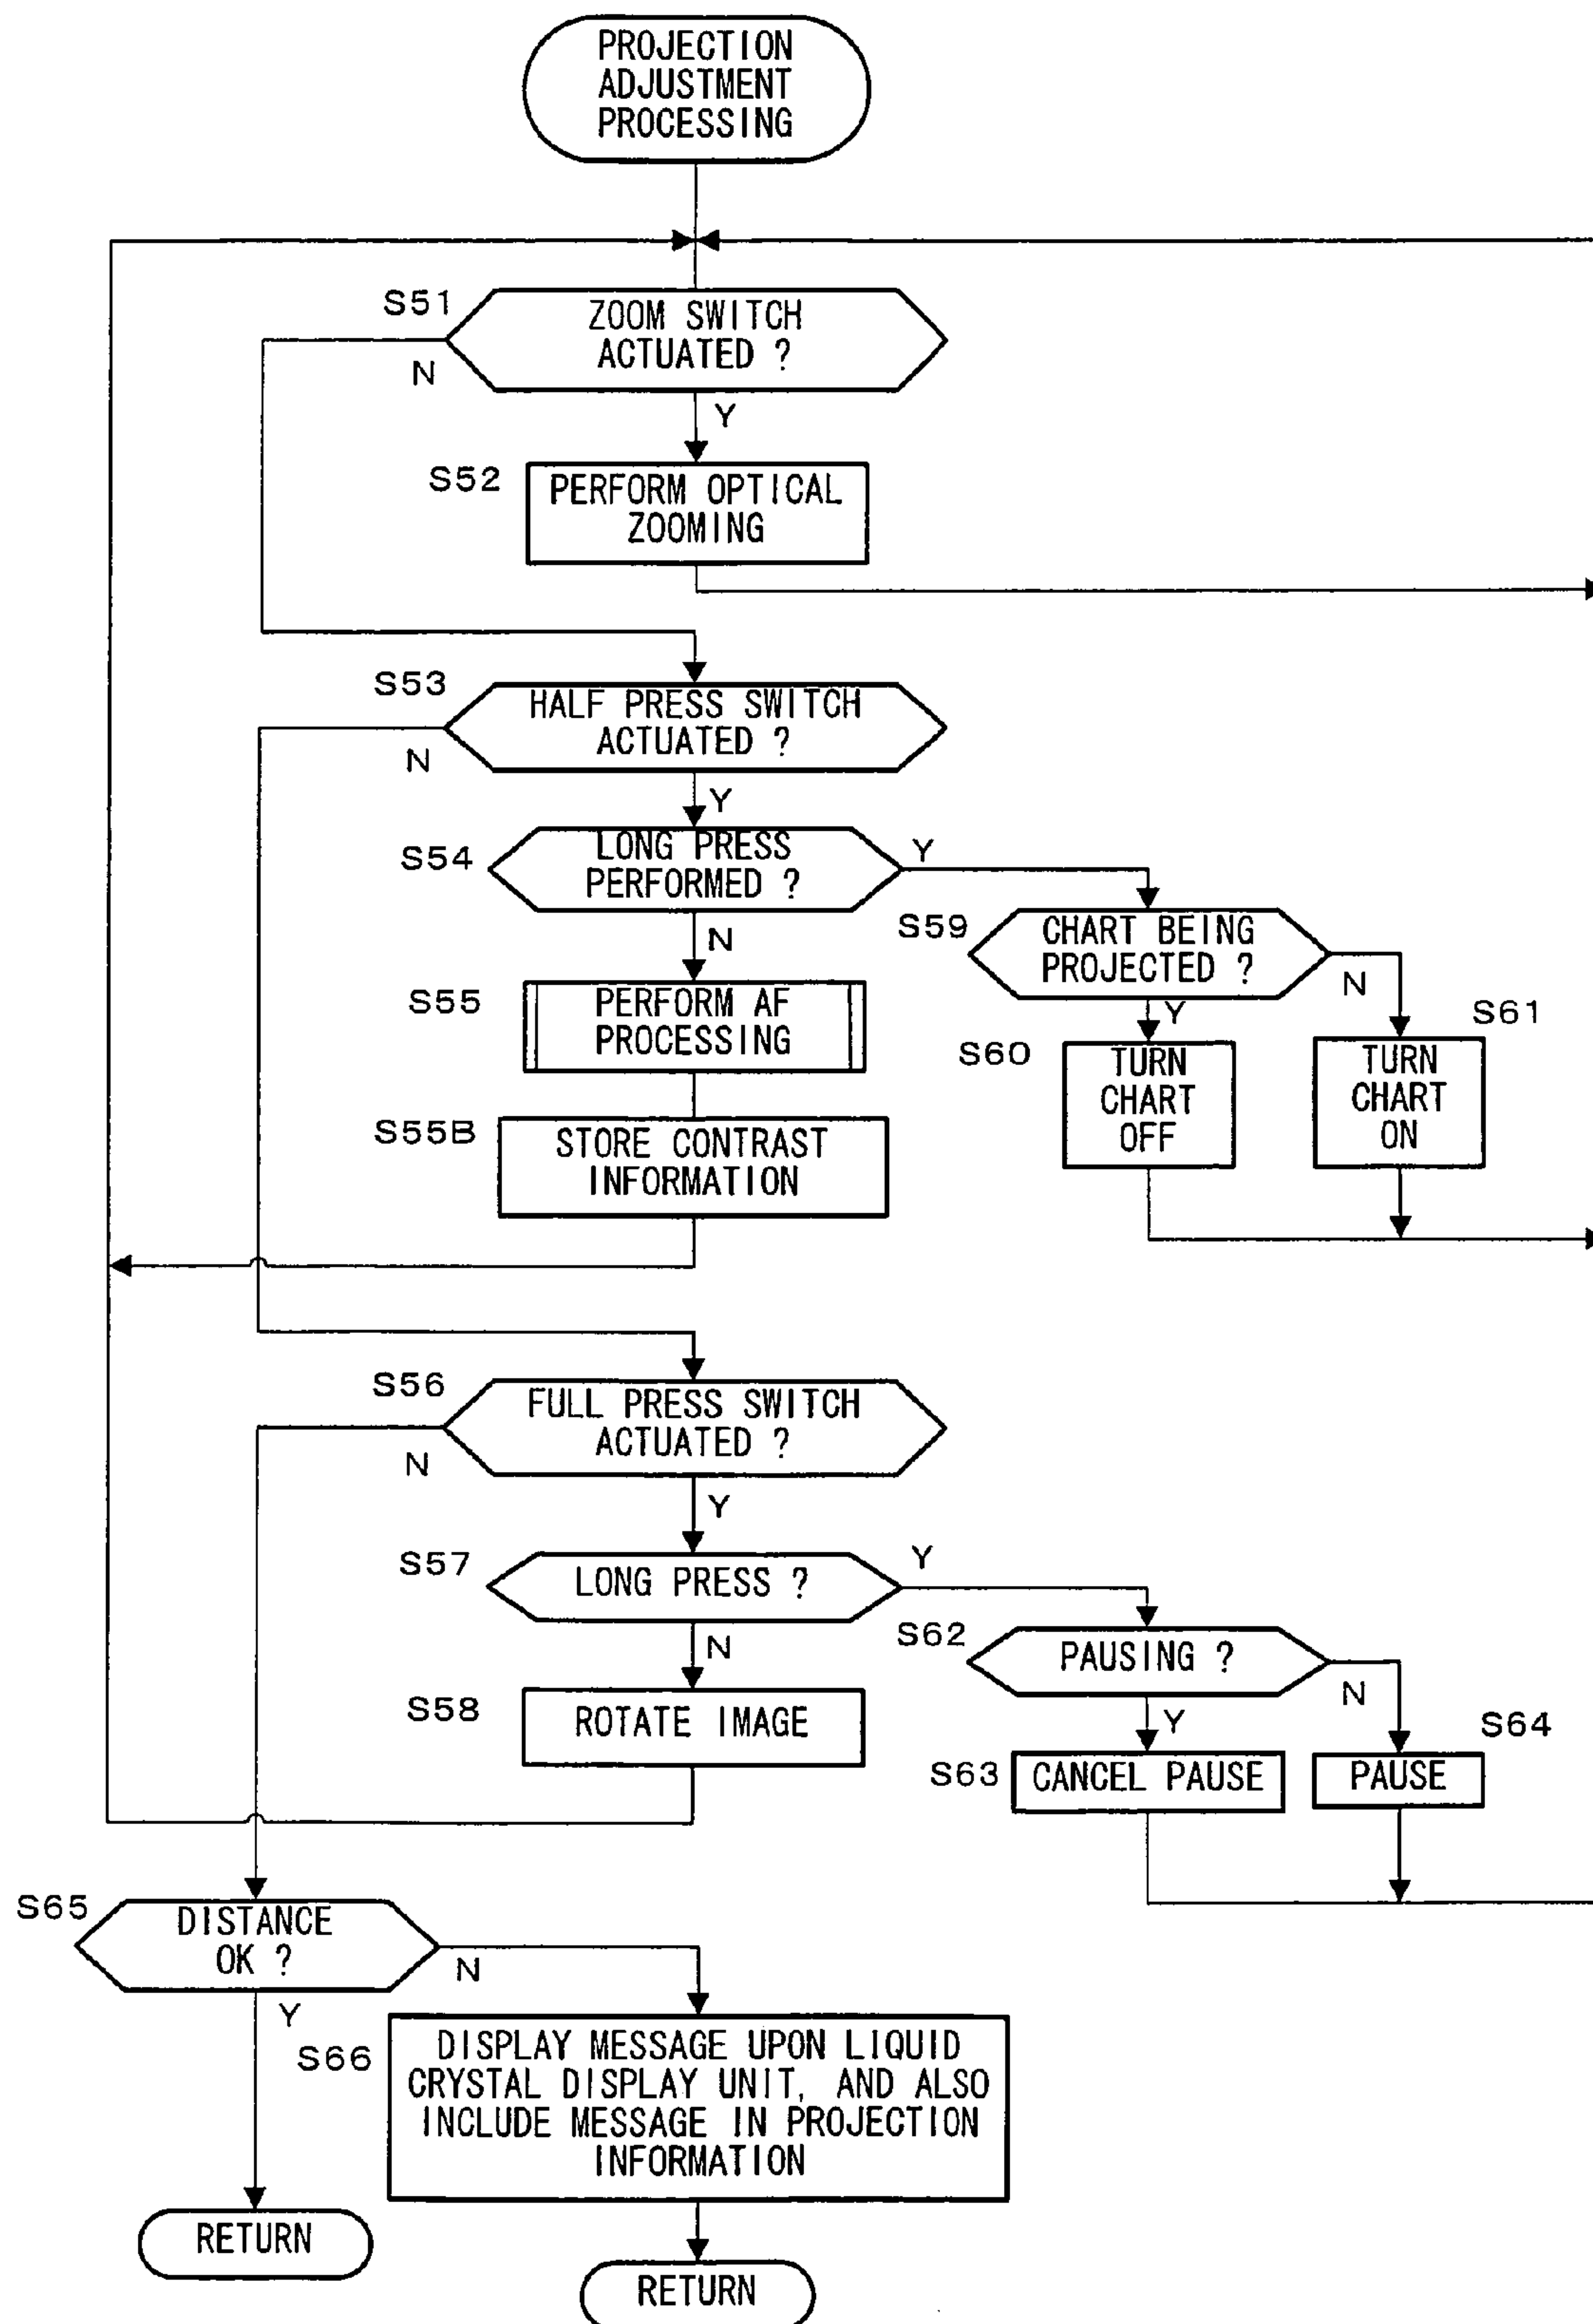 PROJECTION
ADJUSTMENT
PROCESSING
S51
ZOOM SWITCH
ACTUATED ?
N
Y
S52
PERFORM OPTICAL
ZOOMING
S53
HALF PRESS SWITCH
ACTUATED ?
N
Y
S54
LONG PRESS
PERFORMED ?
Y
N
S59
CHART BEING
PROJECTED ?
N
Y
S55
PERFORM AF
PROCESSING
S60
TURN
CHART
OFF
S61
TURN
CHART
ON
S55B
STORE CONTRAST
INFORMATION
S56
FULL PRESS SWITCH
ACTUATED ?
N
Y
S57
LONG PRESS ?
Y
N
S62
PAUSING ?
N
Y
S58
ROTATE IMAGE
S63
CANCEL PAUSE
S64
PAUSE
S65
DISTANCE
OK ?
N
Y
S66
DISPLAY MESSAGE UPON LIQUID
CRYSTAL DISPLAY UNIT, AND ALSO
INCLUDE MESSAGE IN PROJECTION
INFORMATION
RETURN
RETURN